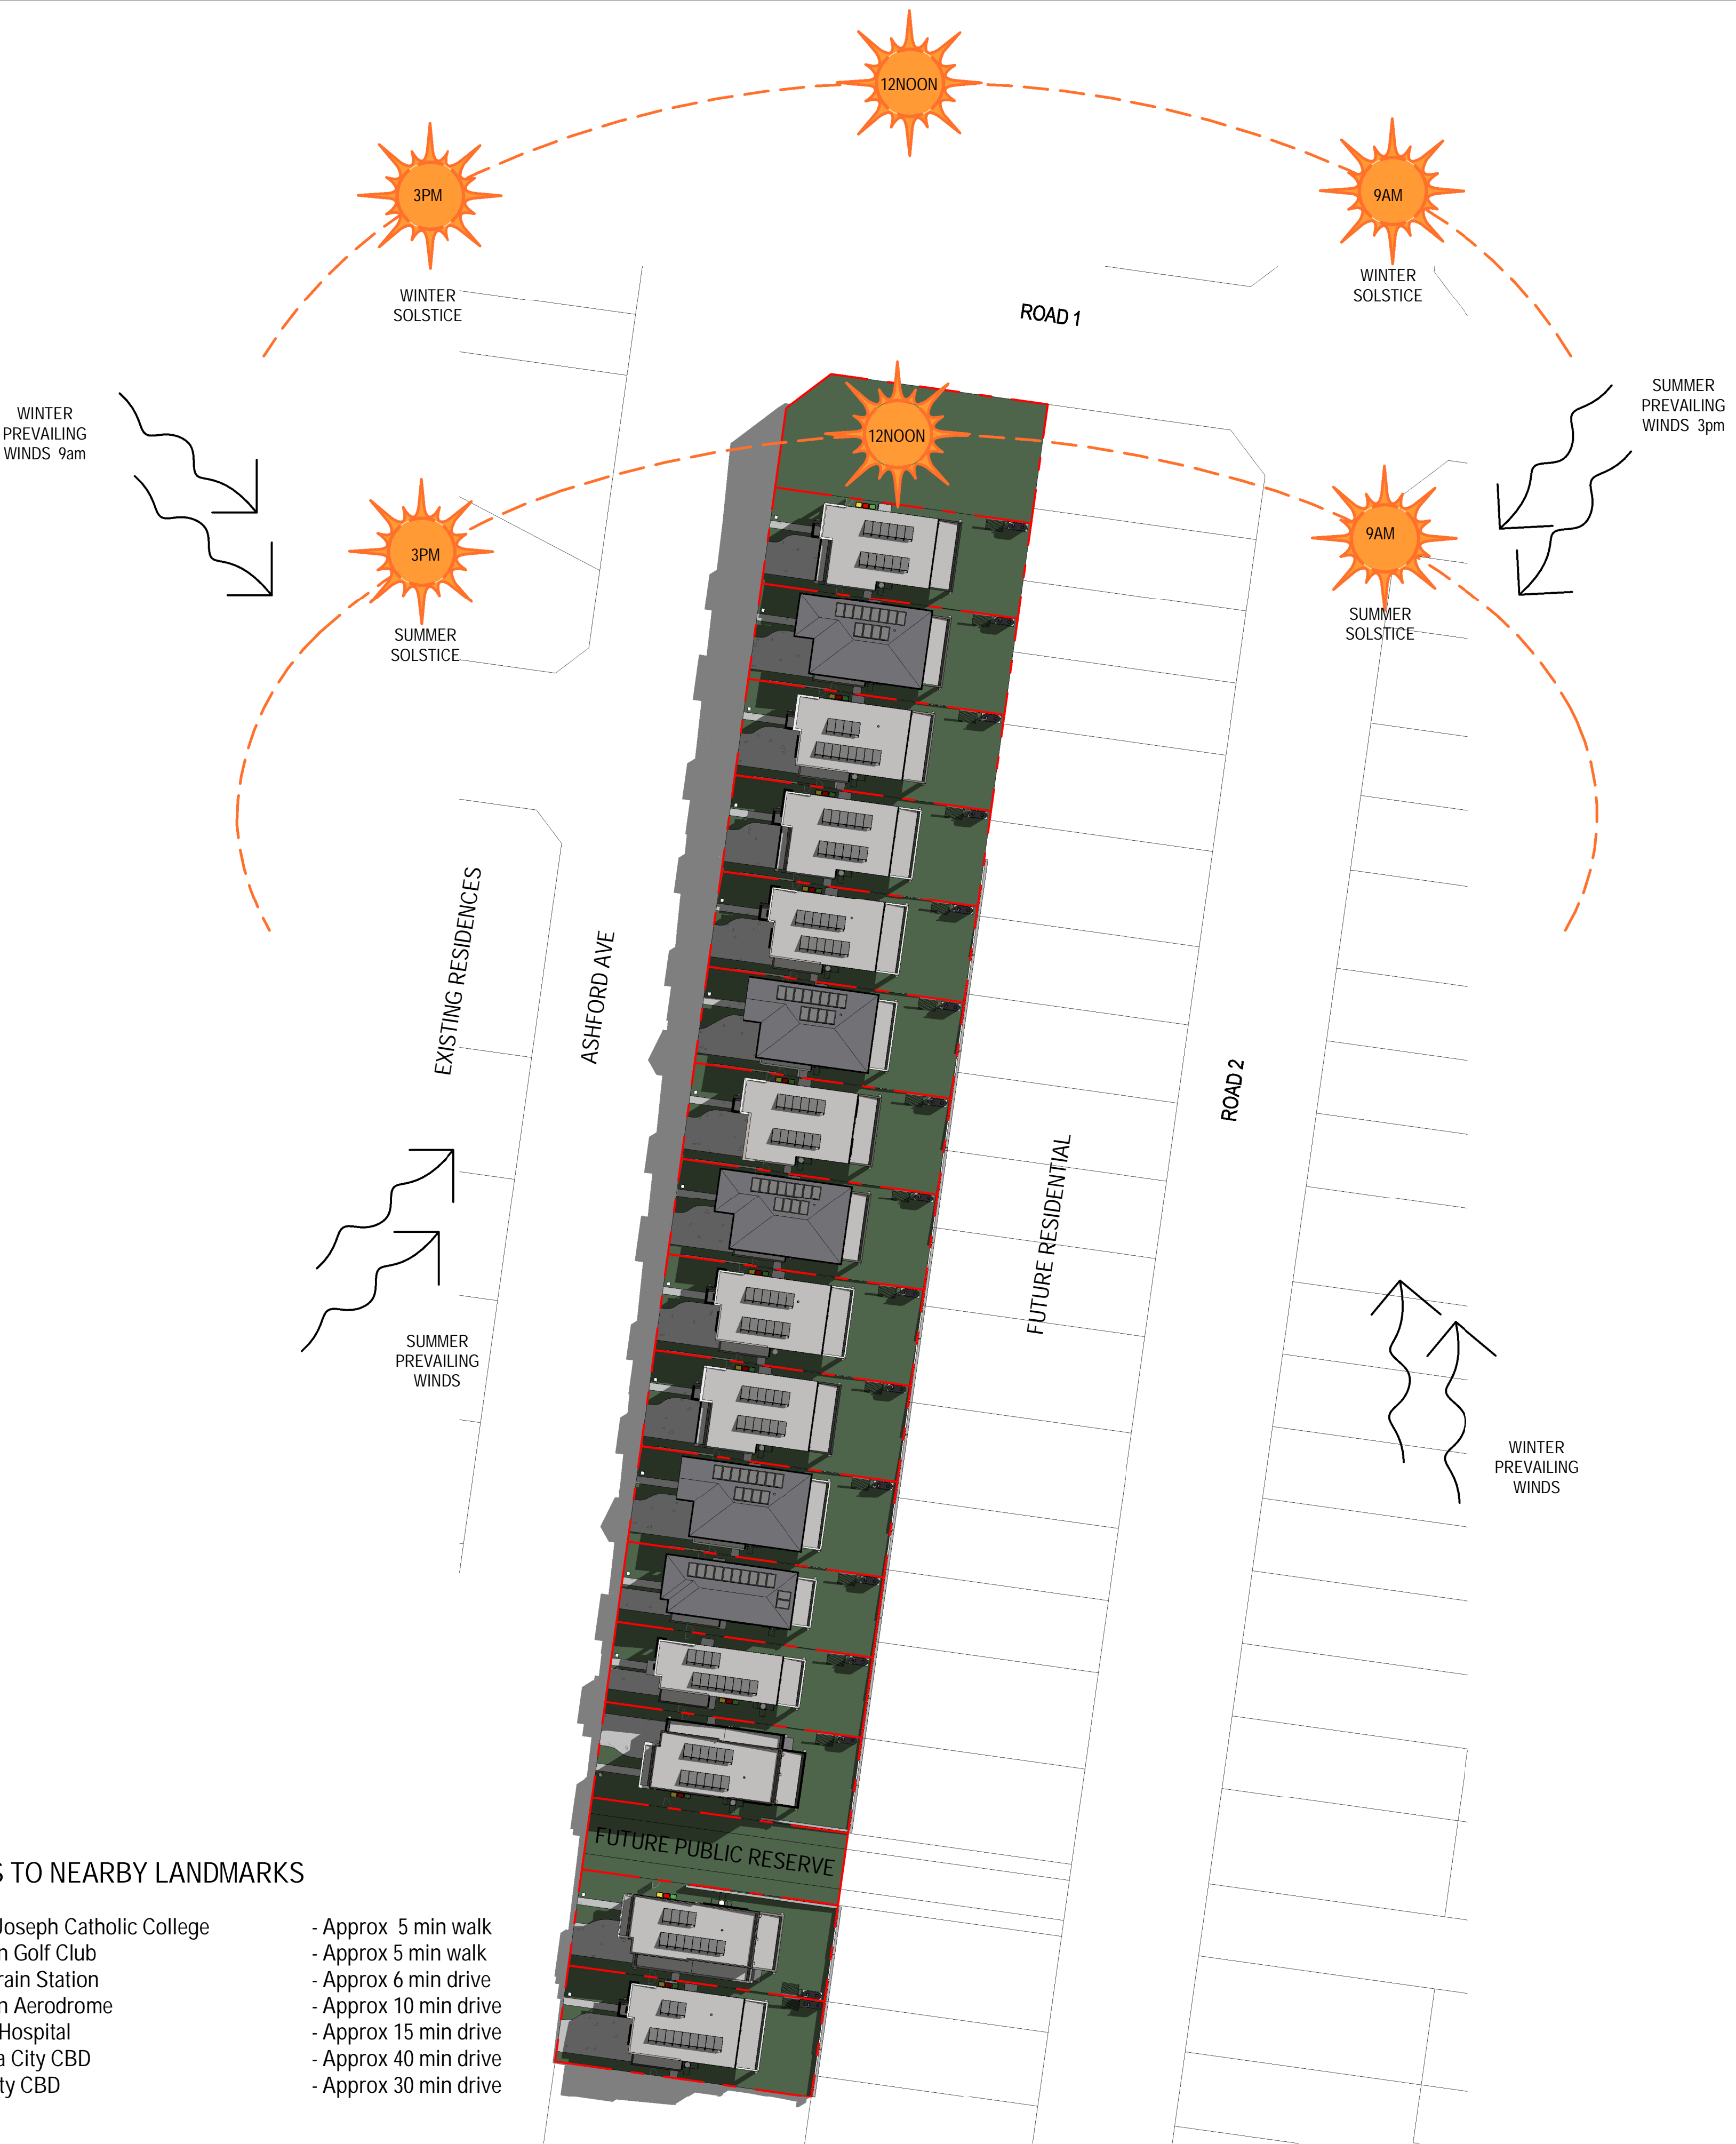 12NOON
3PM
9AM
WINTER
SOLSTICE
WINTER
SOLSTICE
ROAD 1
WINTER
PREVAILING
WINDS 9am
SUMMER
PREVAILING
WINDS 3pm
12NOON
3PM
9AM
SUMMER
SOLSTICE
SUMMER
SOLSTICE
EXISTING RESIDENCES
ASHFORD AVE
ROAD 2
FUTURE RESIDENTIAL
SUMMER
PREVAILING
WINDS
WINTER
PREVAILING
WINDS
FUTURE PUBLIC RESERVE
S TO NEARBY LANDMARKS
Joseph Catholic College - Approx 5 min walk
n Golf Club - Approx 5 min walk
rain Station - Approx 6 min drive
n Aerodrome - Approx 10 min drive
Hospital - Approx 15 min drive
a City CBD - Approx 40 min drive
ty CBD - Approx 30 min drive